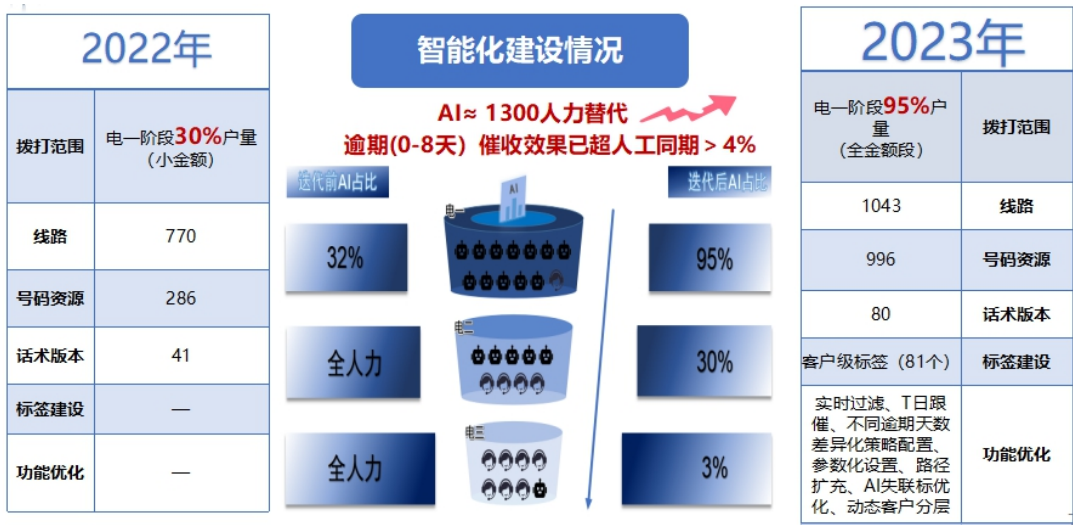 2022年
拨打范围
电一阶段30%户量
（小金额）
线路
770
号码资源
286
话术版本
41
标签建设
—
功能优化
—
智能化建设情况
AI≈ 1300人力替代
逾期(0-8天）催收效果已超人工同期＞4%
迭代前AI占比
迭代后AI占比
AI
电一
32%
95%
电二
全人力
30%
电三
全人力
3%
2023年
电一阶段95%户
量
（全金额段）
拨打范围
1043
线路
996
号码资源
80
话术版本
客户级标签（81个）
标签建设
实时过滤、T日跟
催、不同逾期天数
差异化策略配置、
参数化设置、路径
扩充、AI失联标优
化、动态客户分层
功能优化